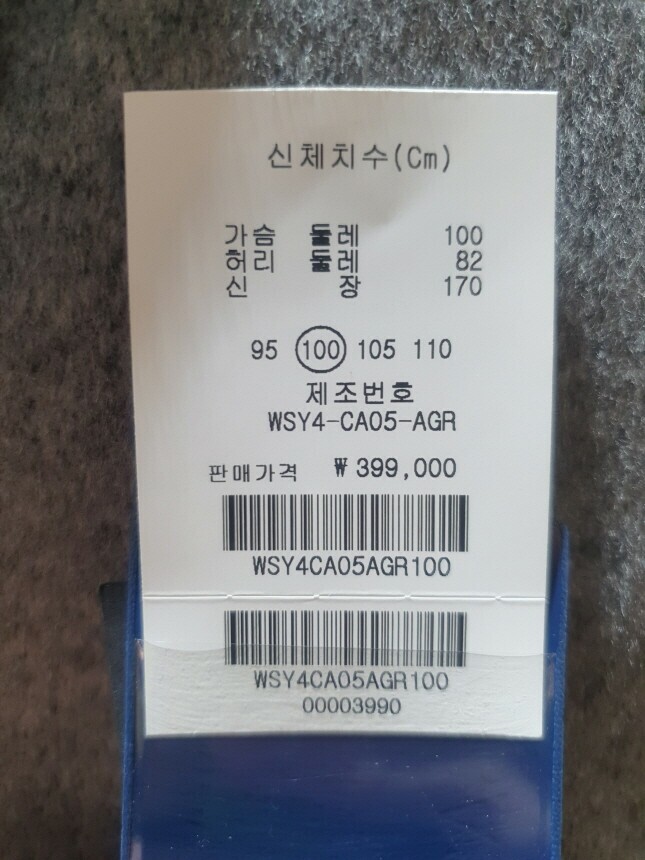 신체치수(Cm)
가슴 둘레 100
허리 둘레 82
신 장 170
95 100 105 110
제조번호
WSY4-CA05-AGR
판매가격 ₩ 399,000
WSY4CA05AGR100
WSY4CA05AGR100
00003990